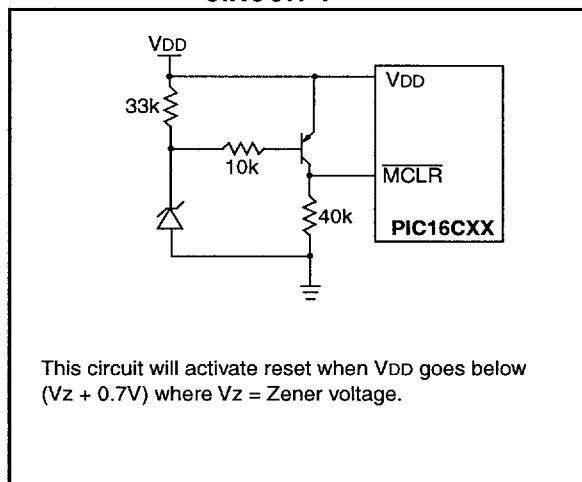 VDD
33k
VDD
10k
MCLR
40k
PIC16CXX
This circuit will activate reset when VDD goes below
(Vz + 0.7V) where Vz = Zener voltage.